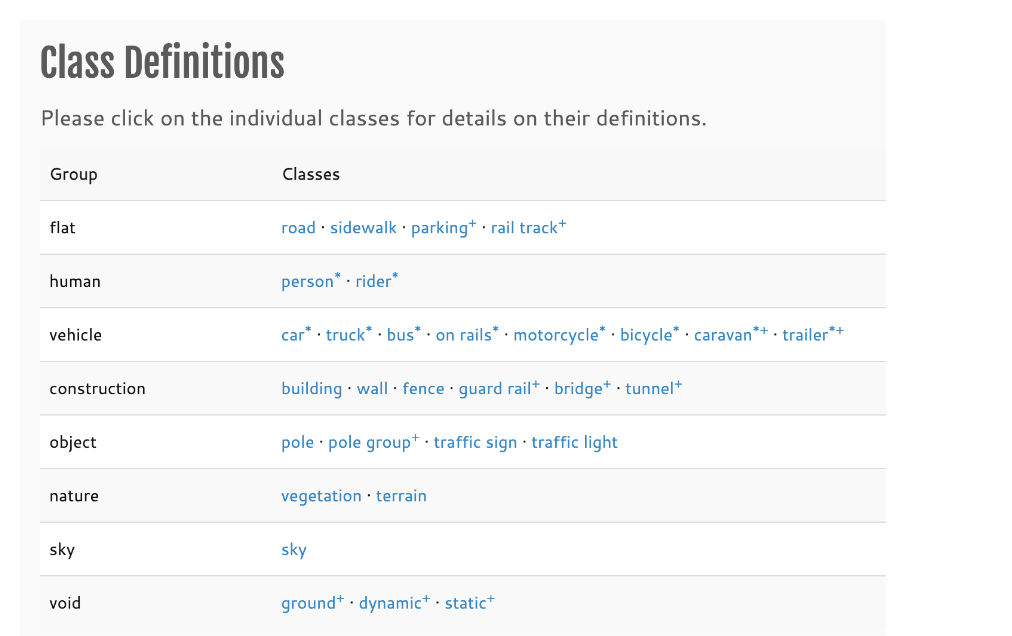 Class Definitions
Please click on the individual classes for details on their definitions.
Group Classes
flat road · sidewalk · parking+ · rail track+
human person* · rider*
vehicle car* · truck* · bus* · on rails* · motorcycle* · bicycle* · caravan*+ · trailer*+
construction building · wall · fence · guard rail+ · bridge+ · tunnel+
object pole · pole group+ · traffic sign · traffic light
nature vegetation · terrain
sky sky
void ground+ · dynamic+ · static+